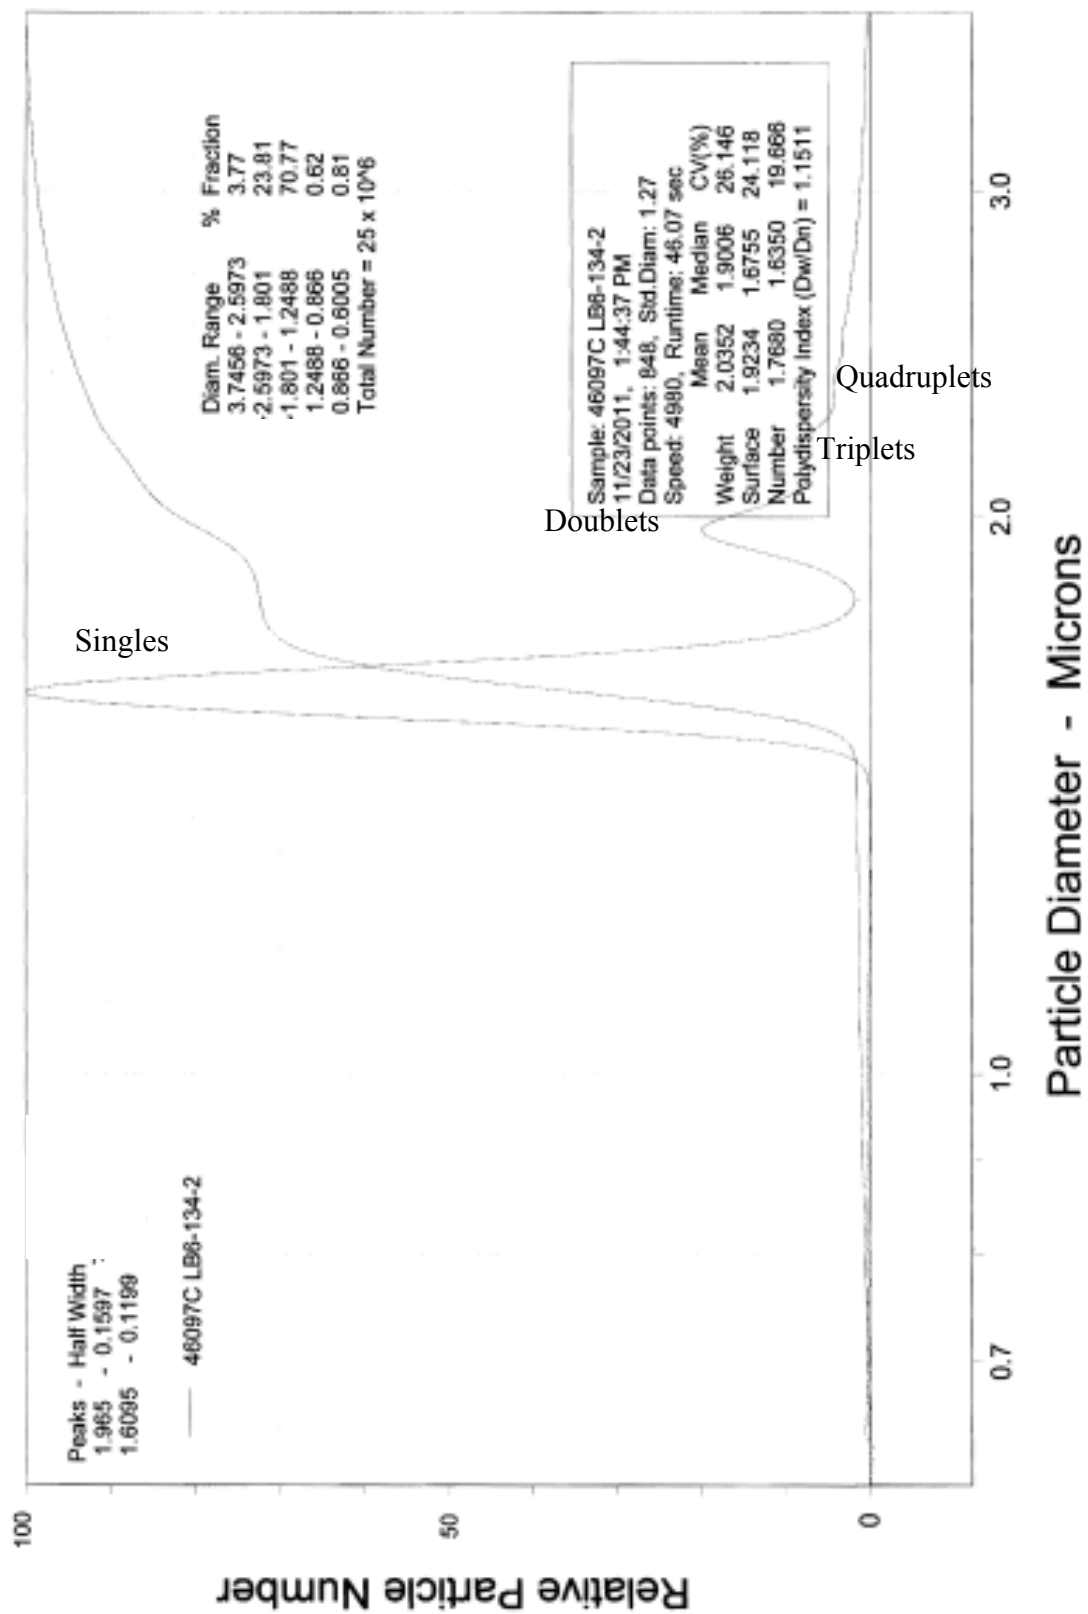 Peaks - Half Width
1.965 - 0.1597
1.6095 - 0.1199
46097C LB6-134-2
Diam. Range % Fraction
3.7456 - 2.5973 3.77
2.5973 - 1.801 23.81
1.801 - 1.2488 70.77
1.2488 - 0.866 0.62
0.866 - 0.6005 0.81
Total Number = 25 x 10^6
Singles
Doublets
Triplets
Quadruplets
Sample: 46097C LB6-134-2
11/23/2011, 1:44:37 PM
Data points: 848, Std.Diam: 1.27
Speed: 4980, Runtime: 46.07 sec
Mean Median CV(%)
Weight 2.0352 1.9006 26.146
Surface 1.9234 1.6755 24.118
Number 1.7680 1.6350 19.666
Polydispersity Index (Dw/Dn) = 1.1511
100
50
0
Relative Particle Number
0.7 1.0 2.0 3.0
Particle Diameter - Microns